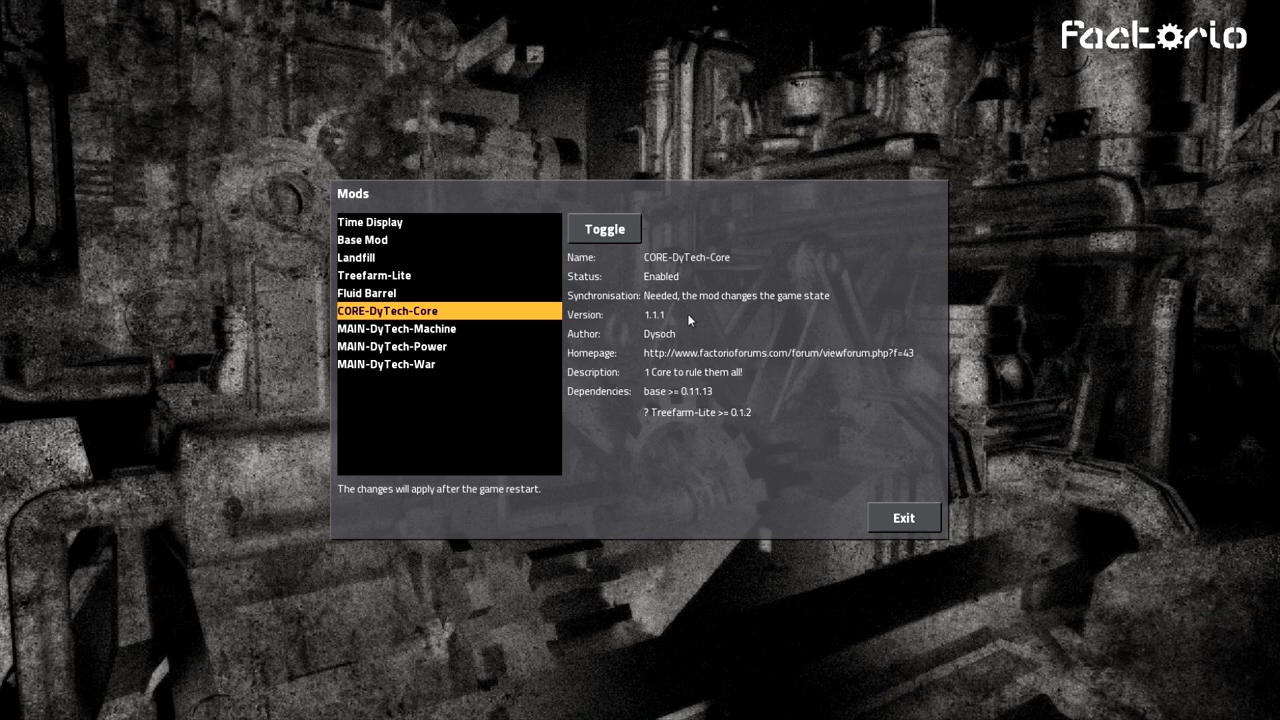 Factorio
Mods
Time Display
Base Mod
Landfill
Treefarm-Lite
Fluid Barrel
CORE-DyTech-Core
MAIN-DyTech-Machine
MAIN-DyTech-Power
MAIN-DyTech-War
Toggle
Name: CORE-DyTech-Core
Status: Enabled
Synchronisation: Needed, the mod changes the game state
Version: 1.1.1
Author: Dysoch
Homepage: http://www.factorioforums.com/forum/viewforum.php?f=43
Description: 1 Core to rule them all!
Dependencies: base >= 0.11.13
? Treefarm-Lite >= 0.1.2
The changes will apply after the game restart.
Exit